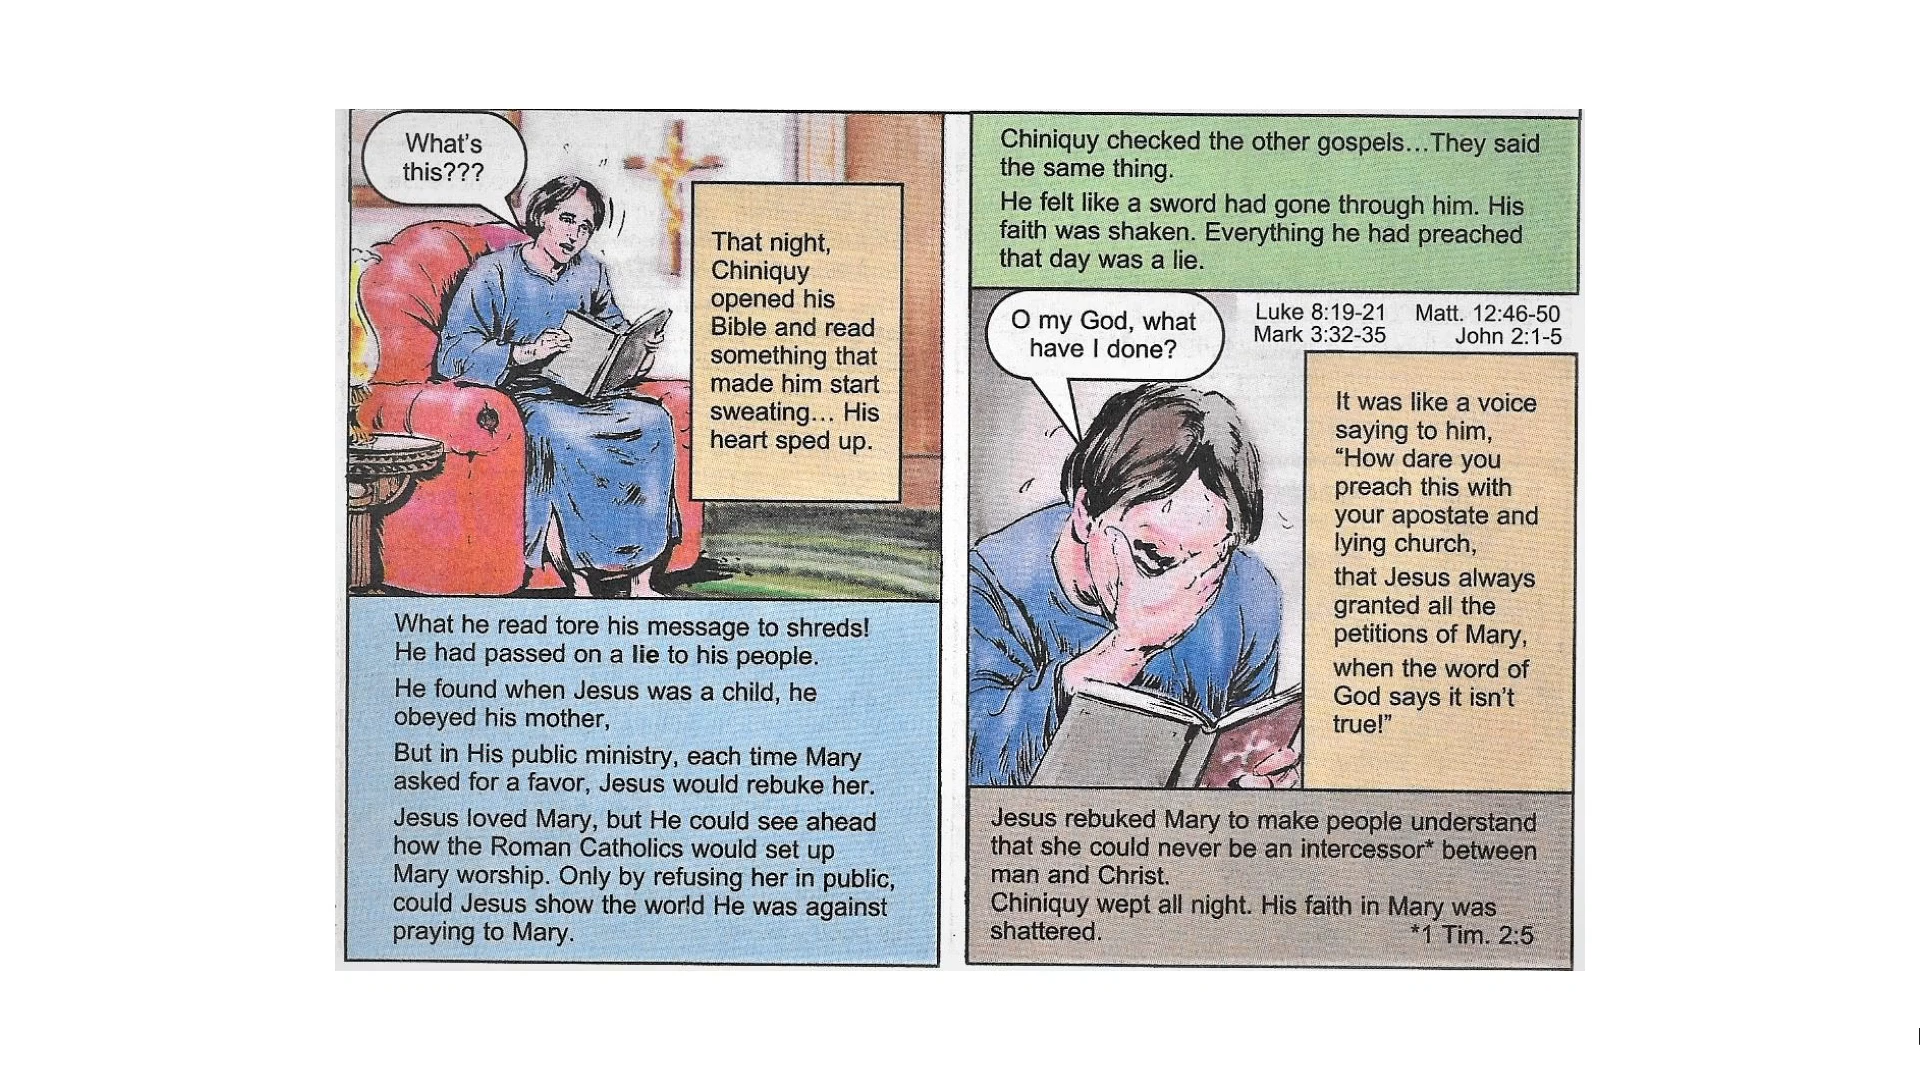 What's
this???
That night,
Chiniquy
opened his
Bible and read
something that
made him start
sweating... His
heart sped up.
What he read tore his message to shreds!
He had passed on a lie to his people.
He found when Jesus was a child, he
obeyed his mother,
But in His public ministry, each time Mary
asked for a favor, Jesus would rebuke her.
Jesus loved Mary, but He could see ahead
how the Roman Catholics would set up
Mary worship. Only by refusing her in public,
could Jesus show the world He was against
praying to Mary.
Chiniquy checked the other gospels...They said
the same thing.
He felt like a sword had gone through him. His
faith was shaken. Everything he had preached
that day was a lie.
O my God, what
have I done?
Luke 8:19-21 Matt. 12:46-50
Mark 3:32-35 John 2:1-5
It was like a voice
saying to him,
“How dare you
preach this with
your apostate and
lying church,
that Jesus always
granted all the
petitions of Mary,
when the word of
God says it isn't
true!”
Jesus rebuked Mary to make people understand
that she could never be an intercessor* between
man and Christ.
Chiniquy wept all night. His faith in Mary was
shattered. *1 Tim. 2:5